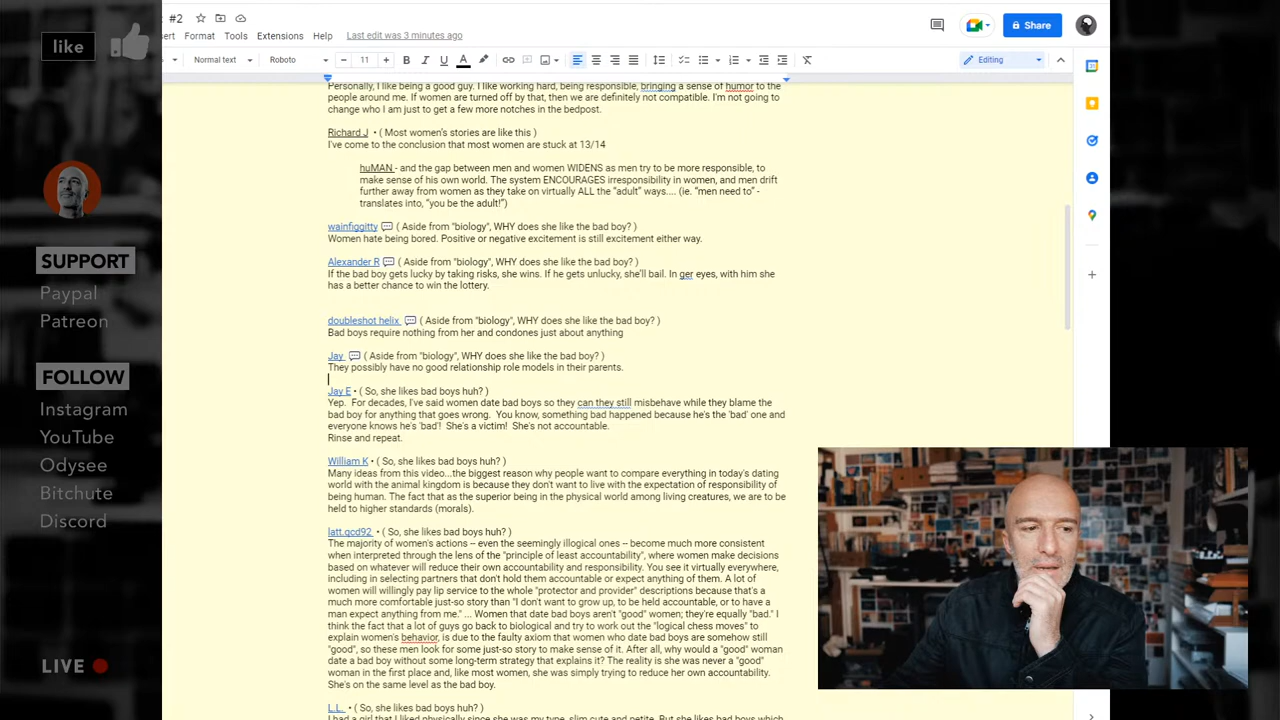 like
SUPPORT
Paypal
Patreon
FOLLOW
Instagram
YouTube
Odysee
Bitchute
Discord
LIVE
#2
Format Tools Extensions Help Last edit was 3 minutes ago
Share
Normal text Roboto 11 Editing
Personally, I like being a good guy. I like working hard, being responsible, bringing a sense of humor to the
people around me. If women are turned off by that, then we are definitely not compatible. I'm not going to
change who I am just to get a few more notches in the bedpost.
Richard J • ( Most women's stories are like this )
I've come to the conclusion that most women are stuck at 13/14
huMAN - and the gap between men and women WIDENS as men try to be more responsible, to
make sense of his own world. The system ENCOURAGES irresponsibility in women, and men drift
further away from women as they take on virtually ALL the "adult" ways.... (ie. "men need to" -
translates into, "you be the adult!")
wainfiggitty ( Aside from "biology", WHY does she like the bad boy? )
Women hate being bored. Positive or negative excitement is still excitement either way.
Alexander R ( Aside from "biology", WHY does she like the bad boy? )
If the bad boy gets lucky by taking risks, she wins. If he gets unlucky, she'll bail. In ger eyes, with him she
has a better chance to win the lottery.
doubleshot helix ( Aside from "biology", WHY does she like the bad boy? )
Bad boys require nothing from her and condones just about anything
Jay ( Aside from "biology", WHY does she like the bad boy? )
They possibly have no good relationship role models in their parents.
Jay E • ( So, she likes bad boys huh? )
Yep. For decades, I've said women date bad boys so they can they still misbehave while they blame the
bad boy for anything that goes wrong. You know, something bad happened because he's the 'bad' one and
everyone knows he's 'bad'! She's a victim! She's not accountable.
Rinse and repeat.
William K • ( So, she likes bad boys huh? )
Many ideas from this video...the biggest reason why people want to compare everything in today's dating
world with the animal kingdom is because they don't want to live with the expectation of responsibility of
being human. The fact that as the superior being in the physical world among living creatures, we are to be
held to higher standards (morals).
latt.qcd92 • ( So, she likes bad boys huh? )
The majority of women's actions -- even the seemingly illogical ones -- become much more consistent
when interpreted through the lens of the "principle of least accountability", where women make decisions
based on whatever will reduce their own accountability and responsibility. You see it virtually everywhere,
including in selecting partners that don't hold them accountable or expect anything of them. A lot of
women will willingly pay lip service to the whole "protector and provider" descriptions because that's a
much more comfortable just-so story than "I don't want to grow up, to be held accountable, or to have a
man expect anything from me." ... Women that date bad boys aren't "good" women; they're equally "bad." I
think the fact that a lot of guys go back to biological and try to work out the "logical chess moves" to
explain women's behavior, is due to the faulty axiom that women who date bad boys are somehow still
"good", so these men look for some just-so story to make sense of it. After all, why would a "good" woman
date a bad boy without some long-term strategy that explains it? The reality is she was never a "good"
woman in the first place and, like most women, she was simply trying to reduce her own accountability.
She's on the same level as the bad boy.
L.L. • ( So, she likes bad boys huh? )
I had a girl that I liked physically since she was my type, slim cute and petite. But she likes bad boys which